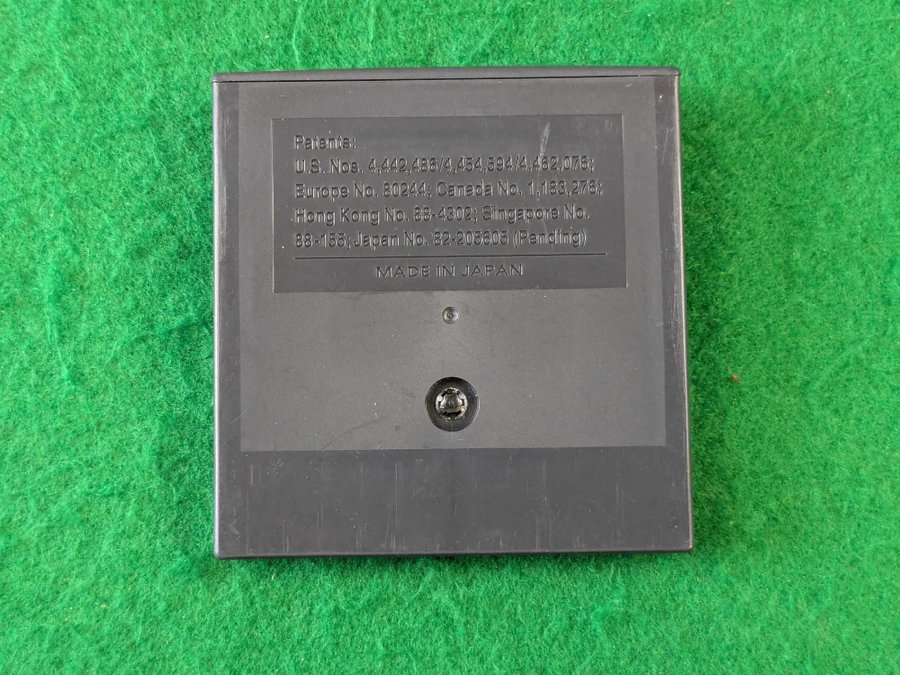 Patents:
U.S. Nos. 4,442,486/4,454,594/4,462,076;
Europe No. 80244; Canada No. 1,183,276;
Hong Kong No. 88-4302; Singapore No.
88-155; Japan No. 82-205605 (Pending)
MADE IN JAPAN